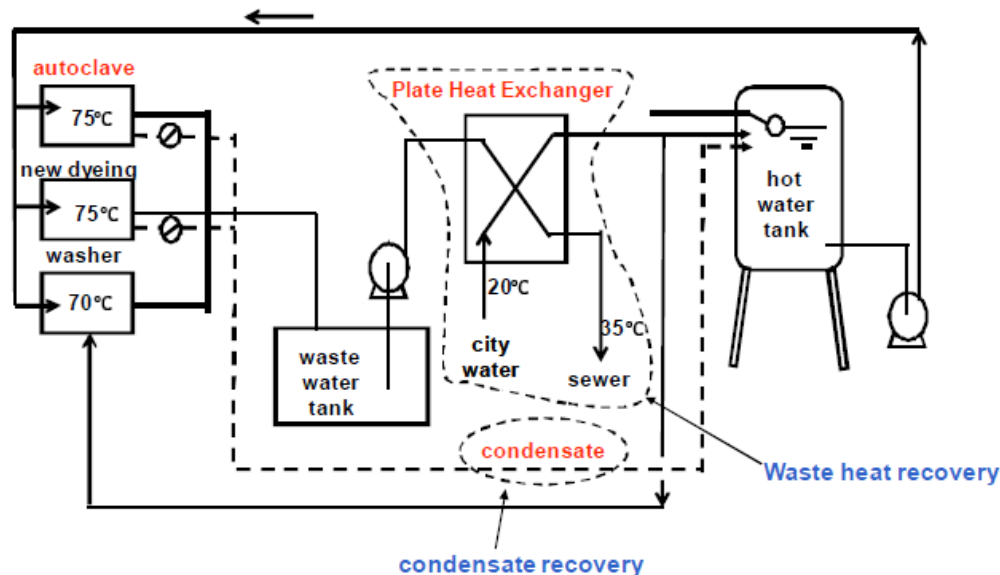 autoclave
75°C
new dyeing
75°C
washer
70°C
waste
water
tank
Plate Heat Exchanger
20°C
city
water
35°C
sewer
hot
water
tank
condensate
Waste heat recovery
condensate recovery